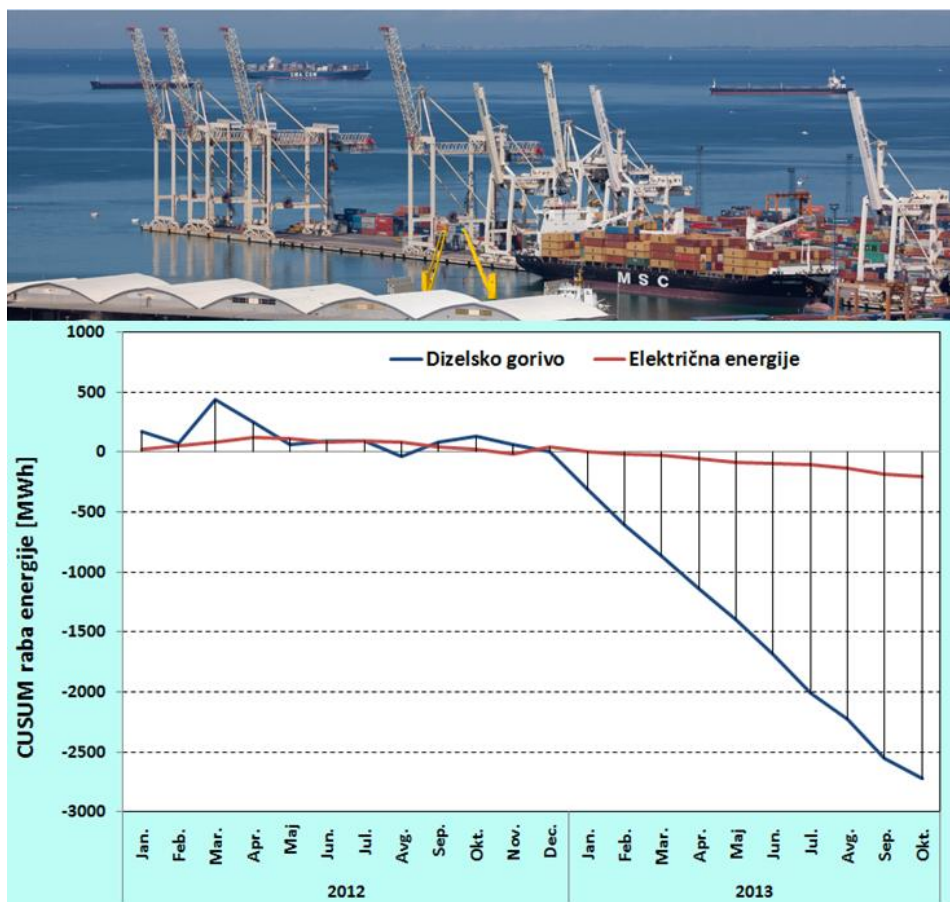 MSC
1000
Dizelsko gorivo
Električna energije
500
0
-500
-1000
-1500
-2000
-2500
-3000
CUSUM raba energije [MWh]
Jan.
Feb.
Mar.
Apr.
Maj
Jun.
Jul.
Avg.
Sep.
Okt.
Nov.
Dec.
Jan.
Feb.
Mar.
Apr.
Maj
Jun.
Jul.
Avg.
Sep.
Okt.
2012
2013